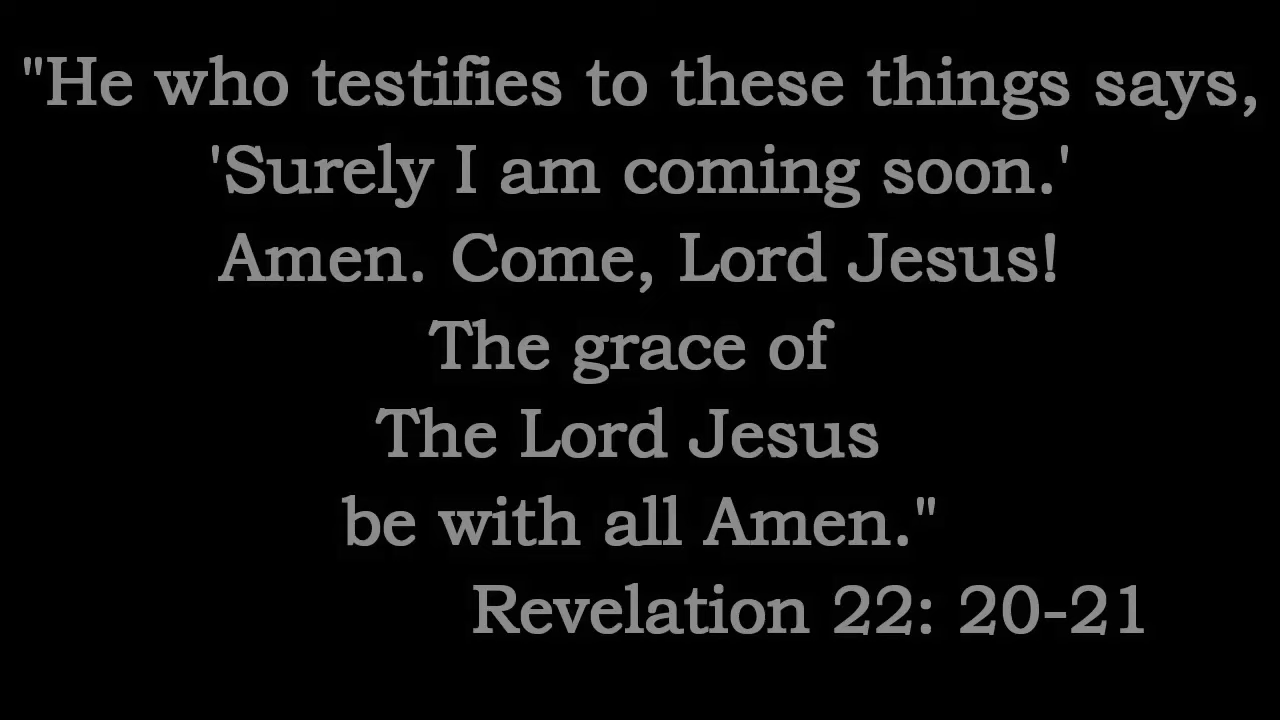 "He who testifies to these things says,
'Surely I am coming soon.'
Amen. Come, Lord Jesus!
The grace of
The Lord Jesus
be with all Amen."
Revelation 22: 20-21